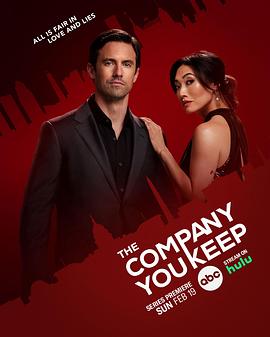 ALL IS FAIR IN
LOVE AND LIES
THE
COMPANY
YOU KEEP
SERIES PREMIERE
SUN FEB 19
abc
STREAM ON
hulu